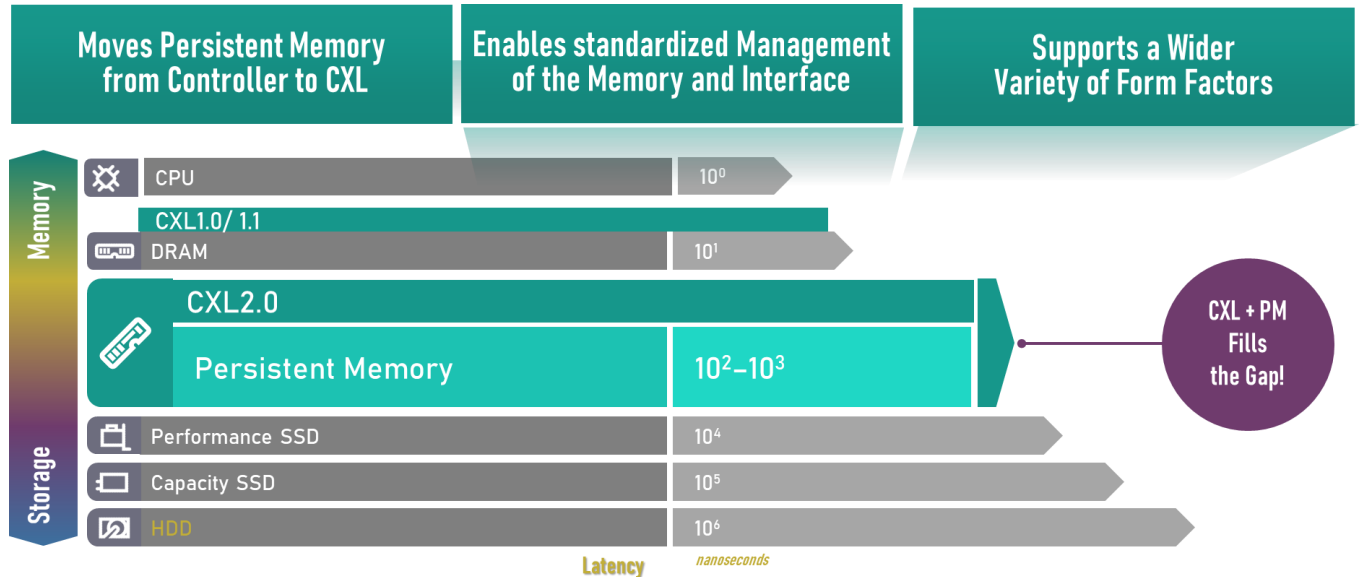 Moves Persistent Memory
from Controller to CXL
Enables standardized Management
of the Memory and Interface
Supports a Wider
Variety of Form Factors
Memory
Storage
CPU
10⁰
CXL1.0/ 1.1
DRAM
10¹
CXL2.0
Persistent Memory
10²–10³
CXL + PM
Fills
the Gap!
Performance SSD
10⁴
Capacity SSD
10⁵
HDD
10⁶
Latency
nanoseconds